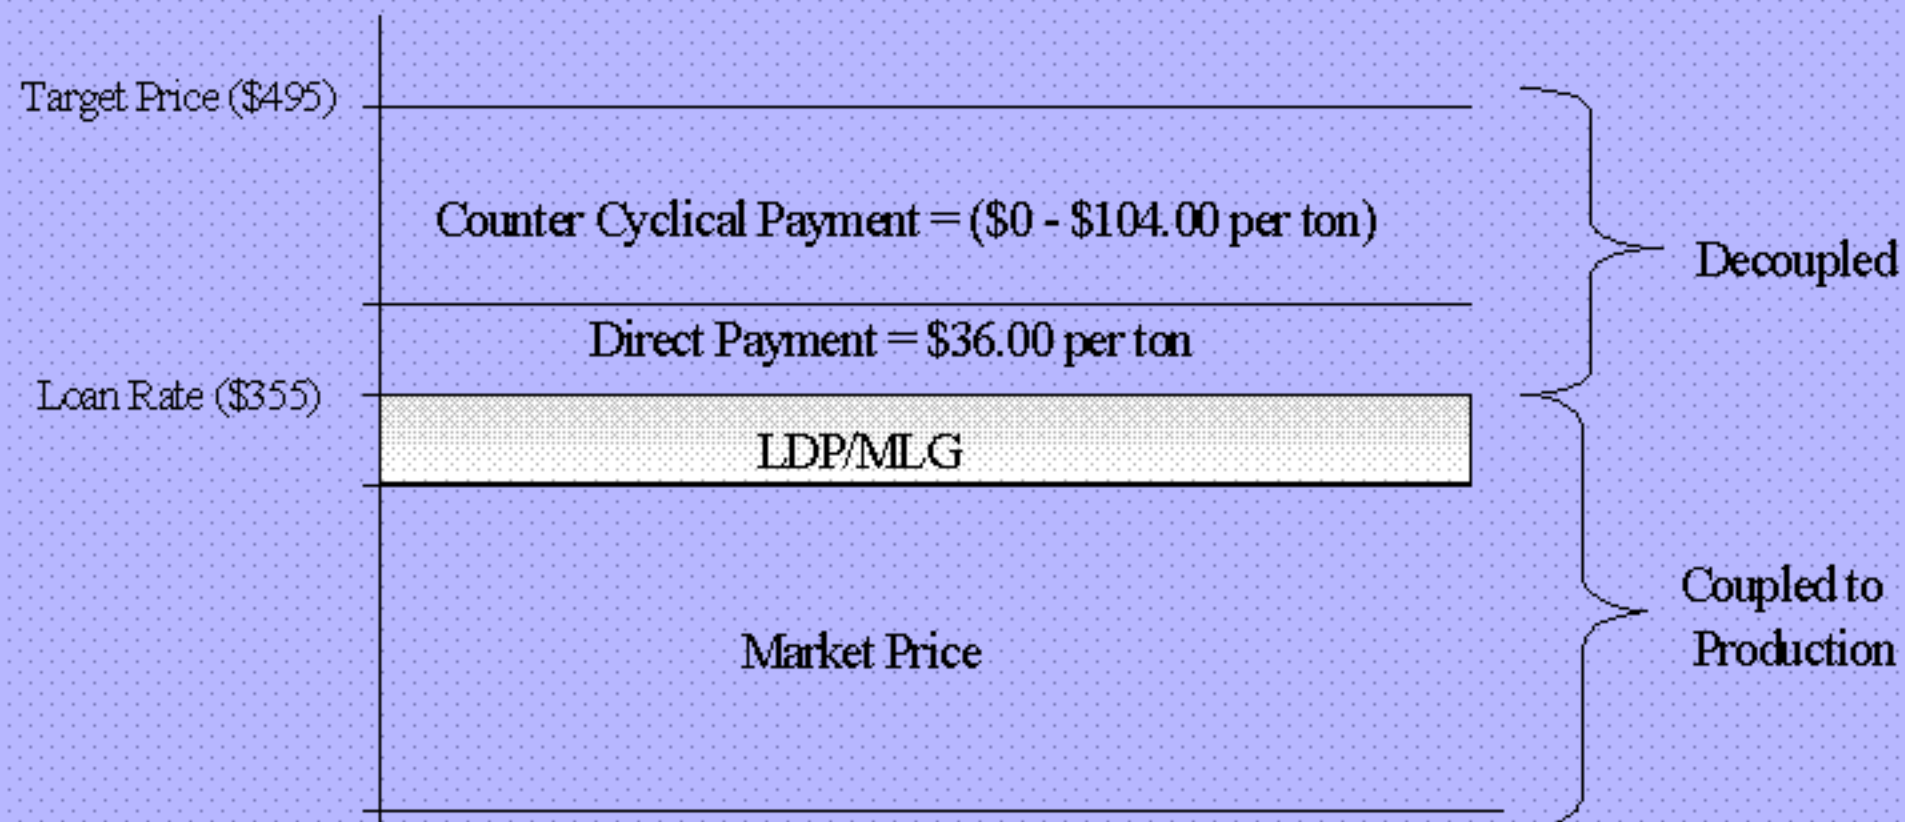 Target Price ($495)
Counter Cyclical Payment = ($0 - $104.00 per ton)
Decoupled
Direct Payment = $36.00 per ton
Loan Rate ($355)
LDP/MLG
Coupled to
Production
Market Price